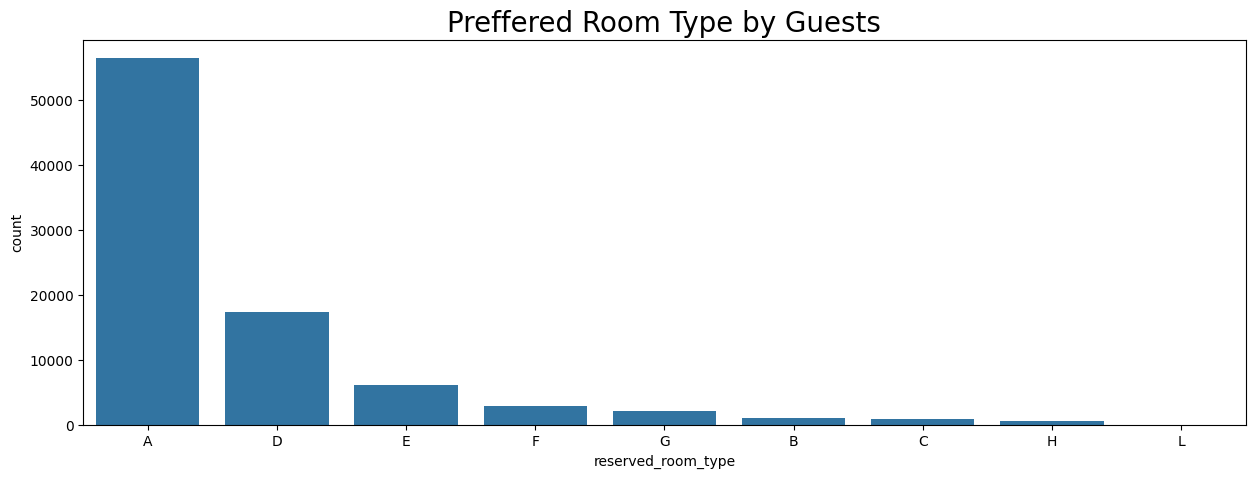 Preffered Room Type by Guests
50000
40000
30000
20000
10000
0
count
A D E F G B C H L
reserved_room_type